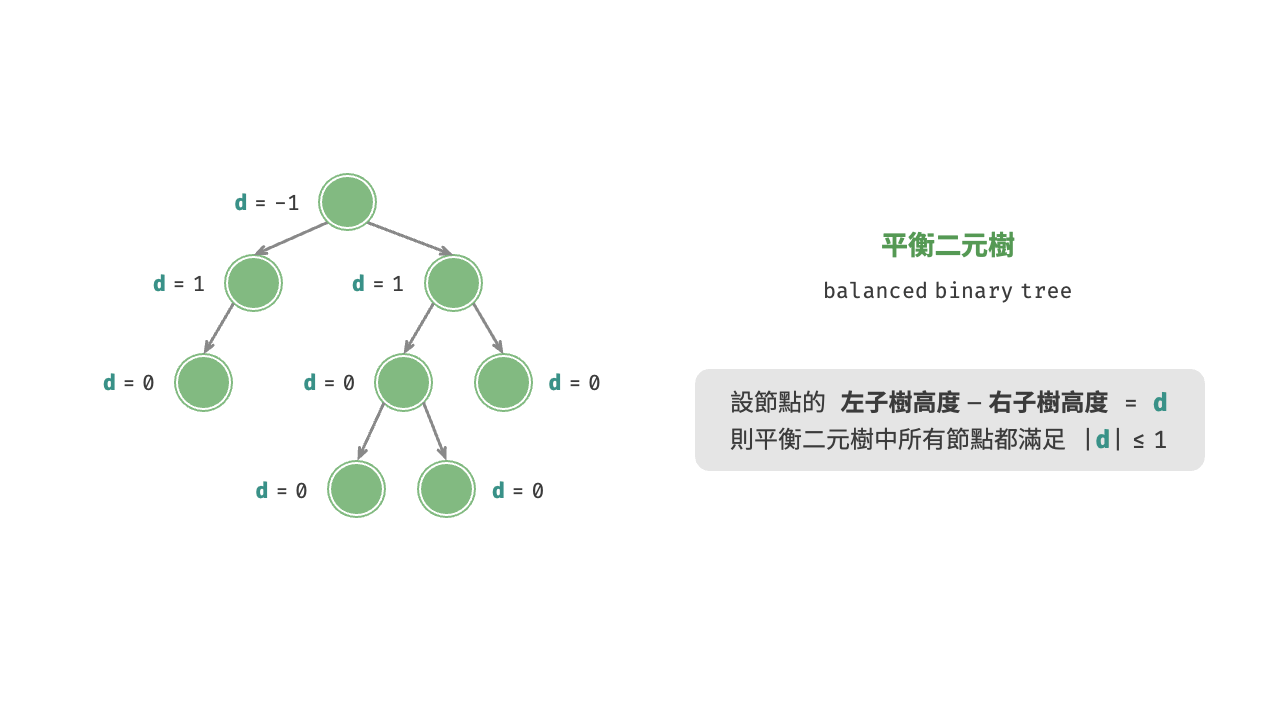 d = −1
d = 1
d = 1
d = 0
d = 0
d = 0
d = 0
d = 0
平衡二元樹
balanced binary tree
設節點的 左子樹高度 − 右子樹高度 = d
則平衡二元樹中所有節點都滿足 |d| ≤ 1